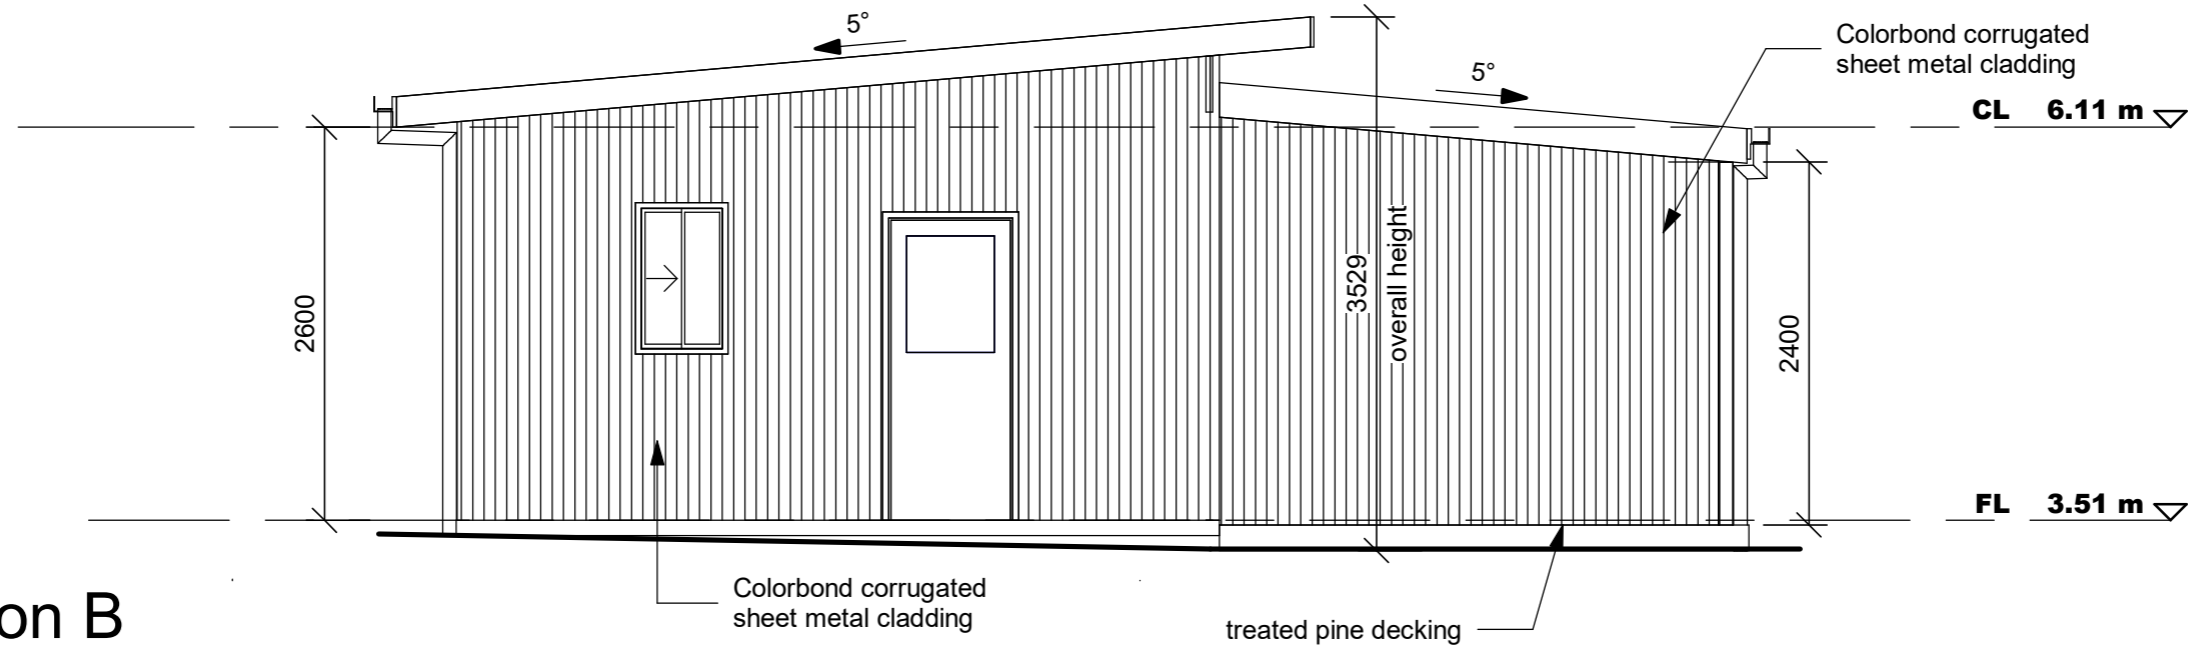 5°
Colorbond corrugated
sheet metal cladding
5°
CL 6.11 m
2600
3529
overall height
2400
FL 3.51 m
Colorbond corrugated
sheet metal cladding
treated pine decking
on B